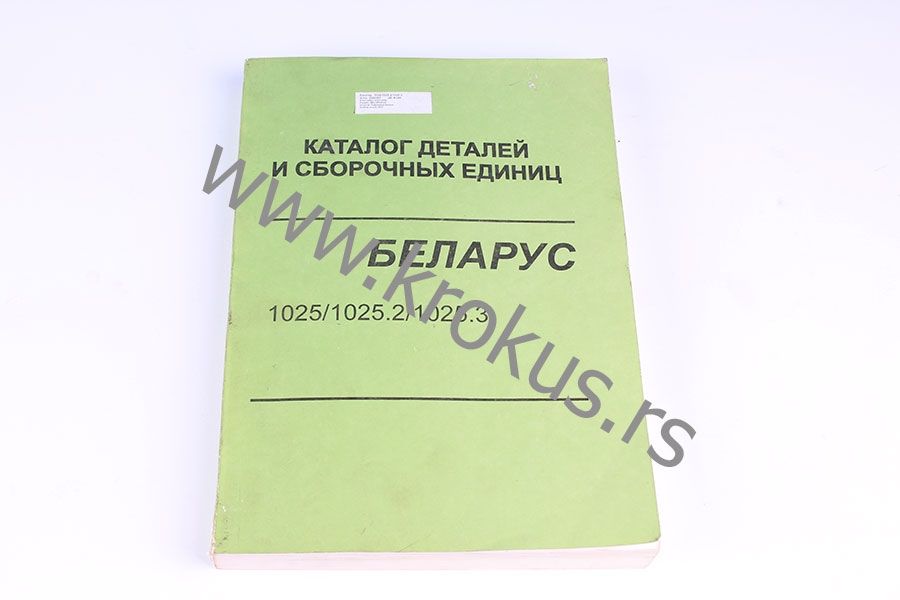 КАТАЛОГ ДЕТАЛЕЙ
И СБОРОЧНЫХ ЕДИНИЦ
БЕЛАРУС
1025/1025.2/1025.3
www.krokus.rs